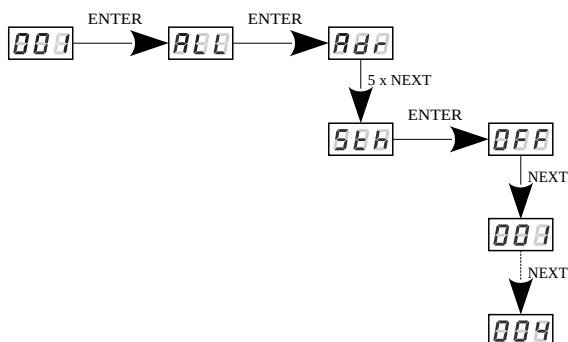 ENTER ENTER
001 ALL Adr
5 x NEXT
ENTER
Sth OFF
NEXT
001
NEXT
004